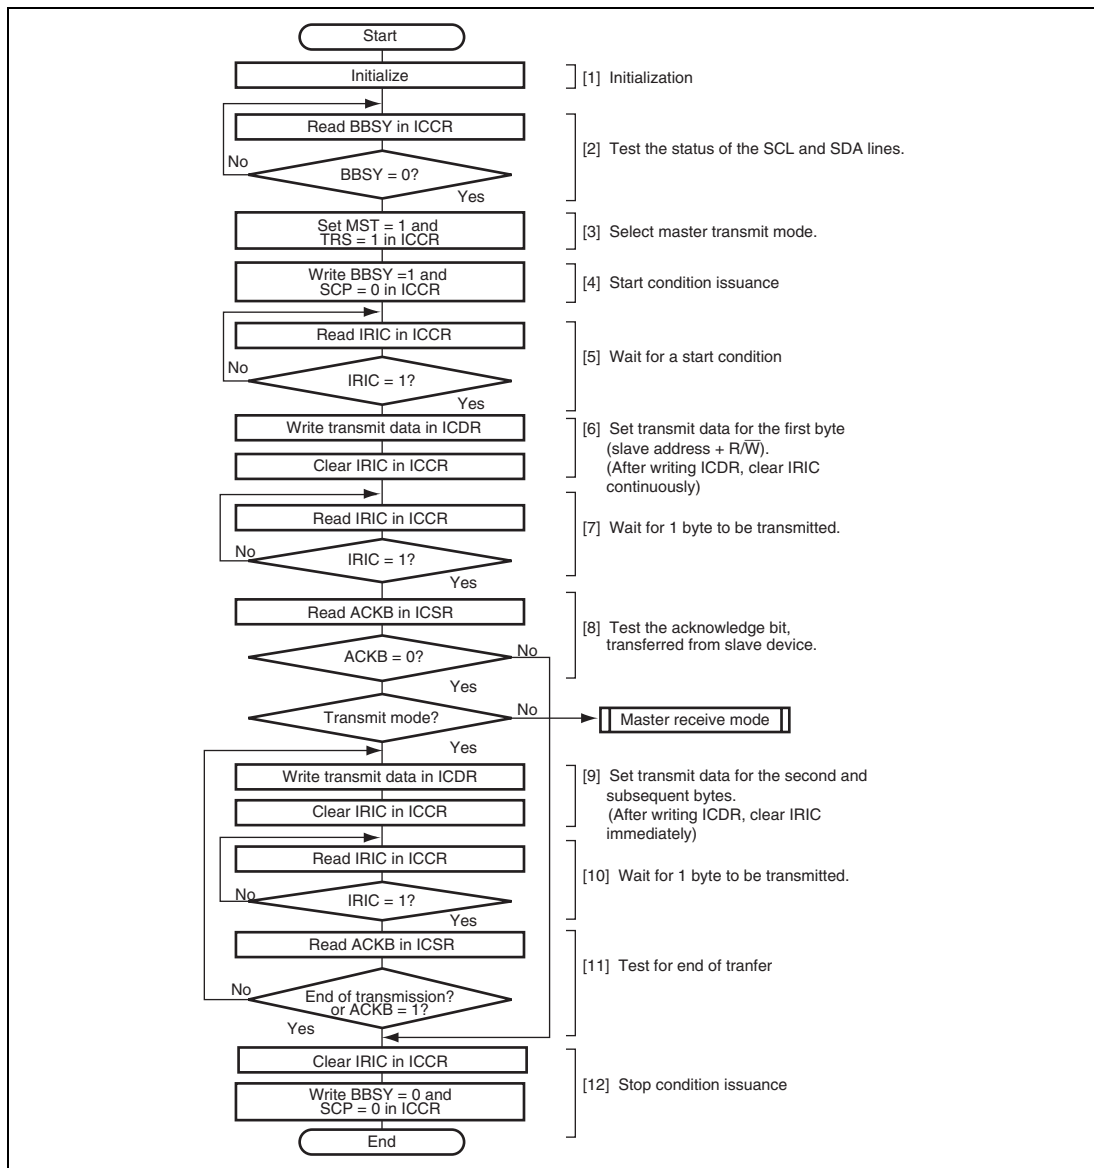 Start
Initialize
[1] Initialization
Read BBSY in ICCR
[2] Test the status of the SCL and SDA lines.
No
BBSY = 0?
Yes
Set MST = 1 and
TRS = 1 in ICCR
[3] Select master transmit mode.
Write BBSY =1 and
SCP = 0 in ICCR
[4] Start condition issuance
Read IRIC in ICCR
[5] Wait for a start condition
No
IRIC = 1?
Yes
Write transmit data in ICDR
Clear IRIC in ICCR
[6] Set transmit data for the first byte
(slave address + R/W̅).
(After writing ICDR, clear IRIC
continuously)
Read IRIC in ICCR
[7] Wait for 1 byte to be transmitted.
No
IRIC = 1?
Yes
Read ACKB in ICSR
[8] Test the acknowledge bit,
transferred from slave device.
ACKB = 0?
No
Yes
Transmit mode?
No
Master receive mode
Yes
Write transmit data in ICDR
Clear IRIC in ICCR
[9] Set transmit data for the second and
subsequent bytes.
(After writing ICDR, clear IRIC
immediately)
Read IRIC in ICCR
[10] Wait for 1 byte to be transmitted.
No
IRIC = 1?
Yes
Read ACKB in ICSR
[11] Test for end of tranfer
No
End of transmission?
or ACKB = 1?
Yes
Clear IRIC in ICCR
[12] Stop condition issuance
Write BBSY = 0 and
SCP = 0 in ICCR
End